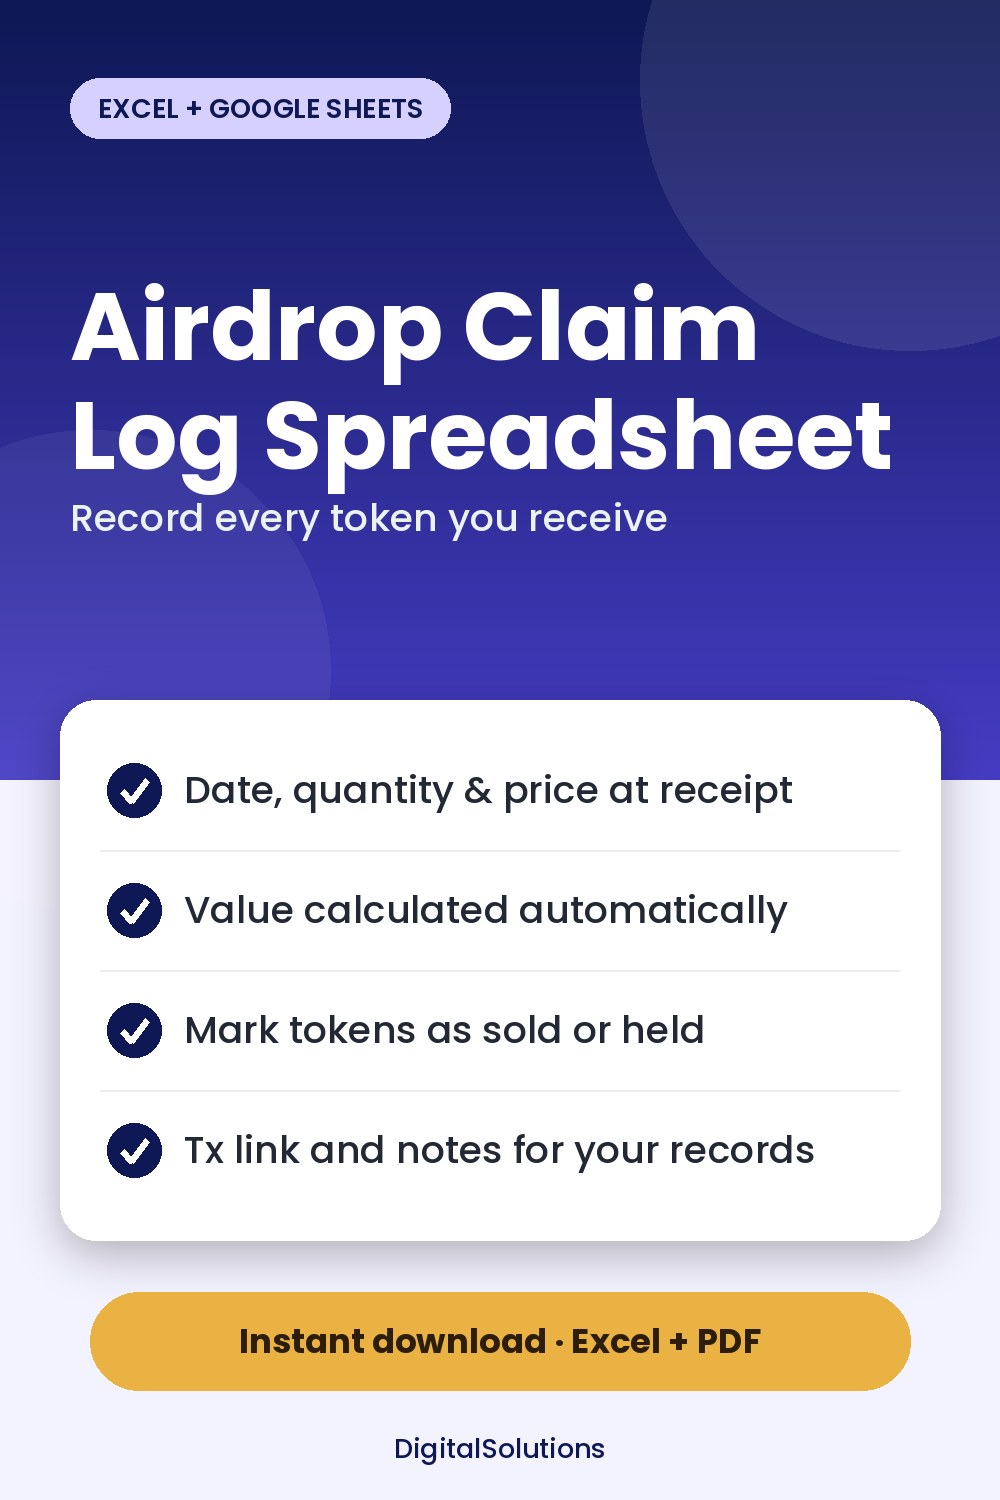 EXCEL + GOOGLE SHEETS
Airdrop Claim
Log Spreadsheet
Record every token you receive
Date, quantity & price at receipt
Value calculated automatically
Mark tokens as sold or held
Tx link and notes for your records
Instant download · Excel + PDF
DigitalSolutions